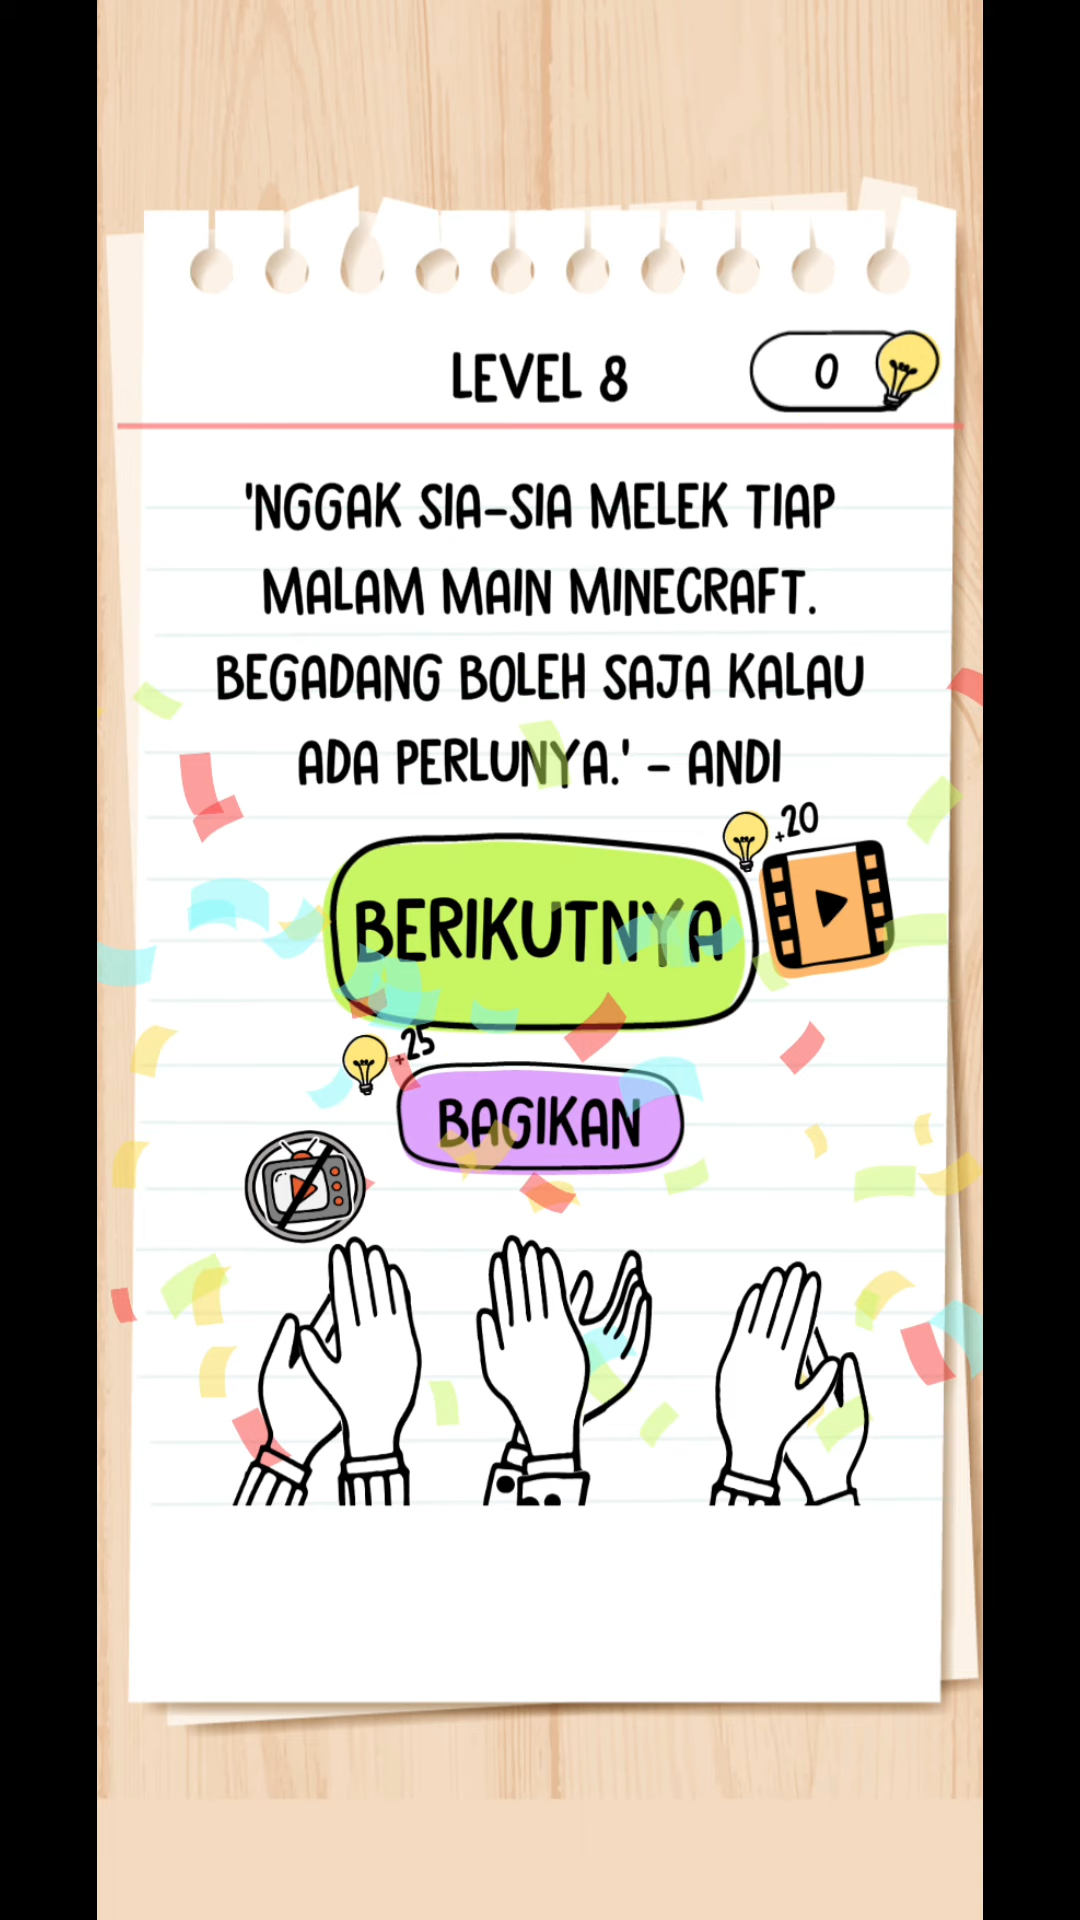 LEVEL 8
0
'NGGAK SIA-SIA MELEK TIAP
MALAM MAIN MINECRAFT.
BEGADANG BOLEH SAJA KALAU
ADA PERLUNYA.' - ANDI
+20
BERIKUTNYA
+25
BAGIKAN